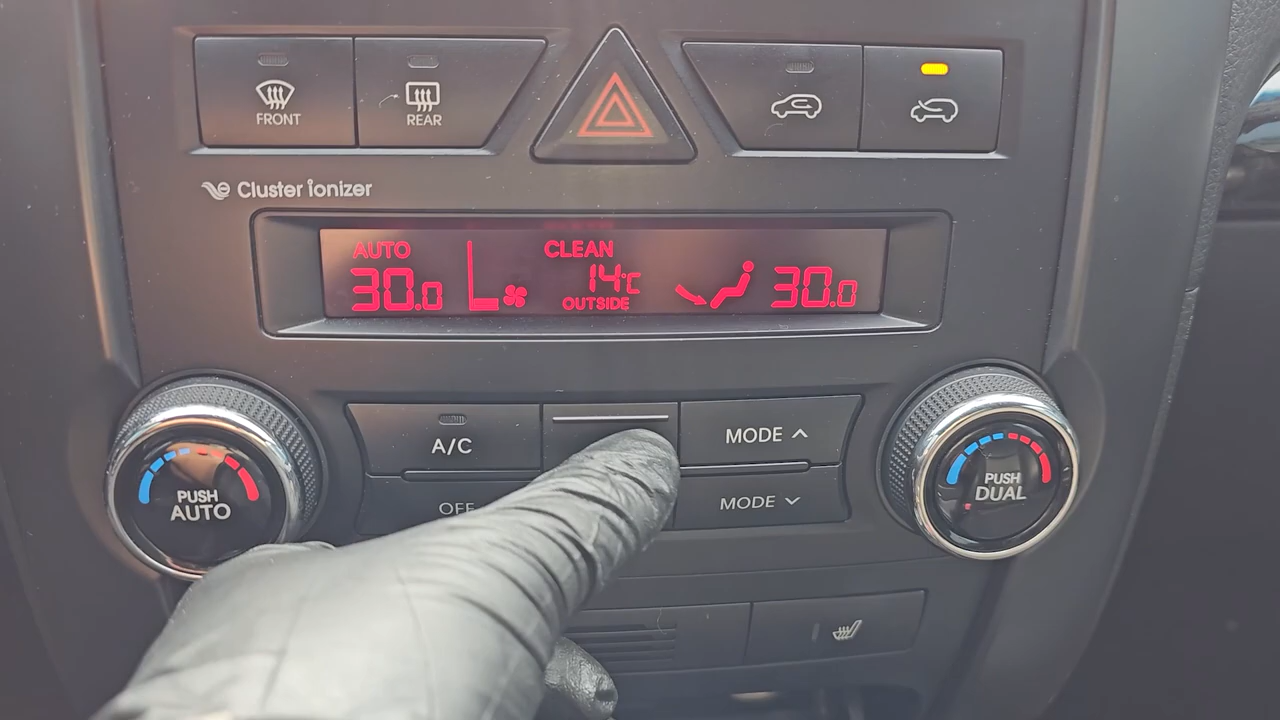 FRONT
REAR
Cluster ionizer
AUTO
30.0
CLEAN
14°C
OUTSIDE
30.0
A/C
MODE
OFF
MODE
PUSH
AUTO
PUSH
DUAL